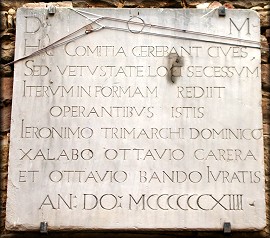 D O M
HIC COMITIA GEREBANT CIVES
SED VETVSTATE LOCI SECESSVM
ITERVM IN FORMAM REDIIT
OPERANTIBVS ISTIS
IERONIMO TRIMARCHI DOMINICO
XALABO OTTAVIO CARERA
ET OTTAVIO BANDO IVRATIS
AN: DO: MCCCCCCXIIII